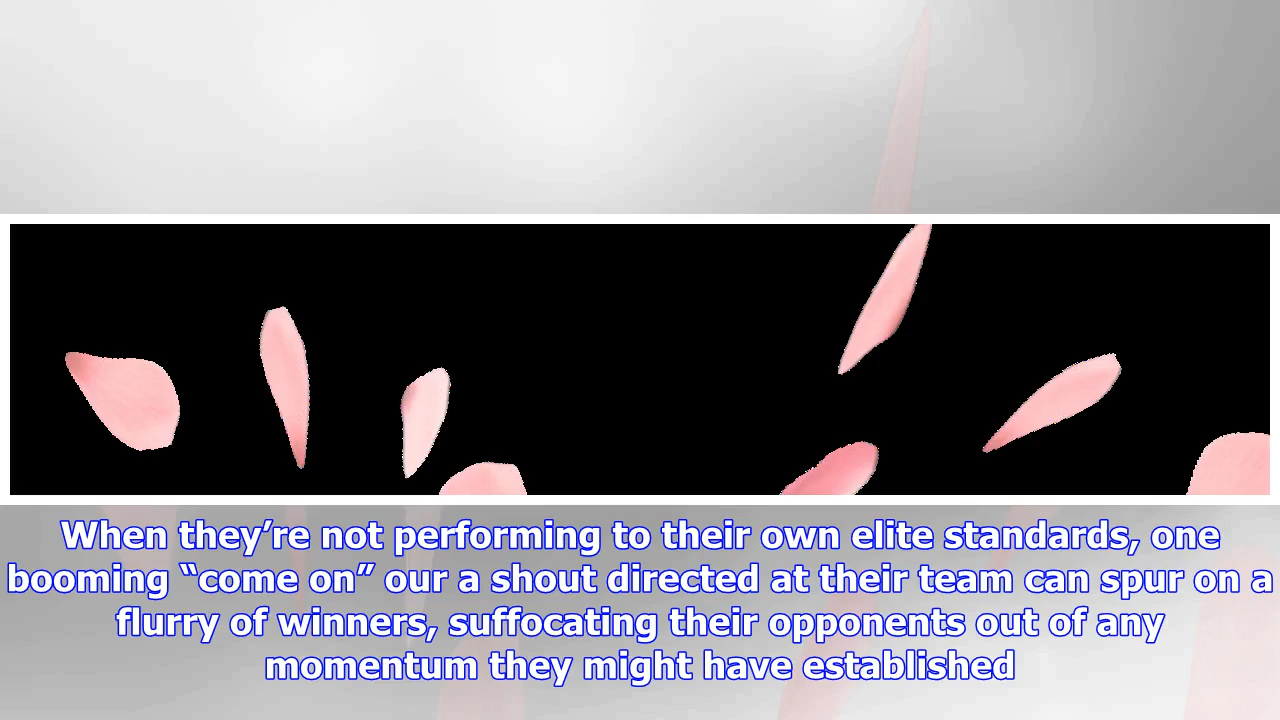 When they’re not performing to their own elite standards, one
booming “come on” our a shout directed at their team can spur on a
flurry of winners, suffocating their opponents out of any
momentum they might have established